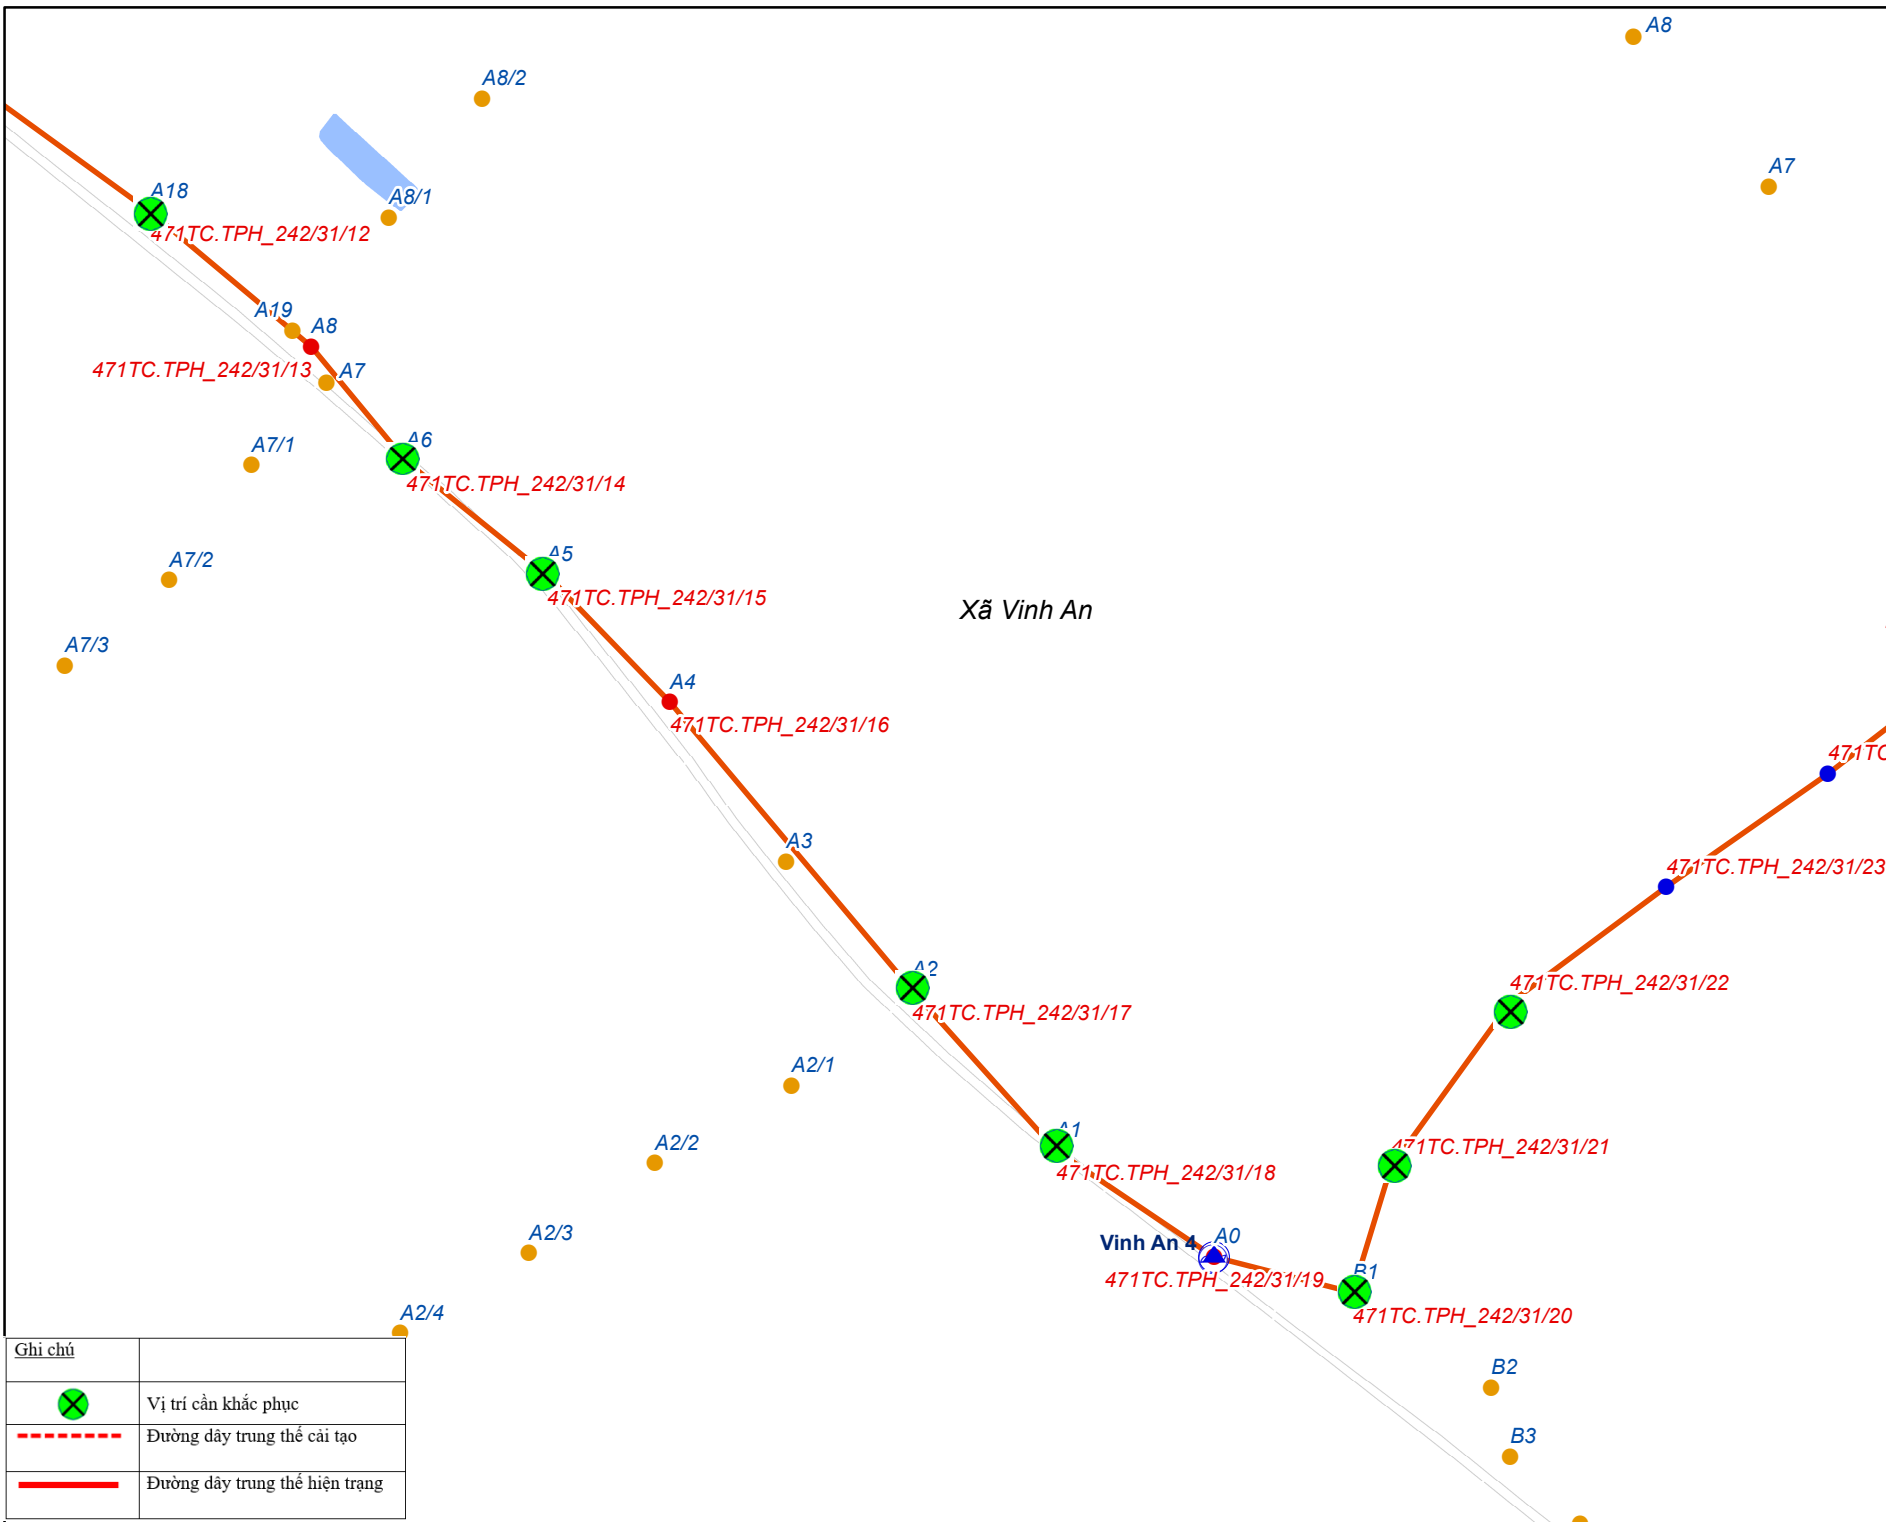 A8
A8/2
A7
A18
A8/1
471TC.TPH_242/31/12
A19
A8
471TC.TPH_242/31/13
A7
A6
A7/1
471TC.TPH_242/31/14
A5
A7/2
471TC.TPH_242/31/15
Xã Vinh An
A7/3
A4
471TC.TPH_242/31/16
471TC
A3
471TC.TPH_242/31/23
A2
471TC.TPH_242/31/22
471TC.TPH_242/31/17
A2/1
A1
A2/2
471TC.TPH_242/31/21
471TC.TPH_242/31/18
A2/3
A0
Vinh An 4
B1
471TC.TPH_242/31/19
471TC.TPH_242/31/20
A2/4
B2
B3
Ghi chú
Vị trí cần khắc phục
Đường dây trung thế cải tạo
Đường dây trung thế hiện trạng